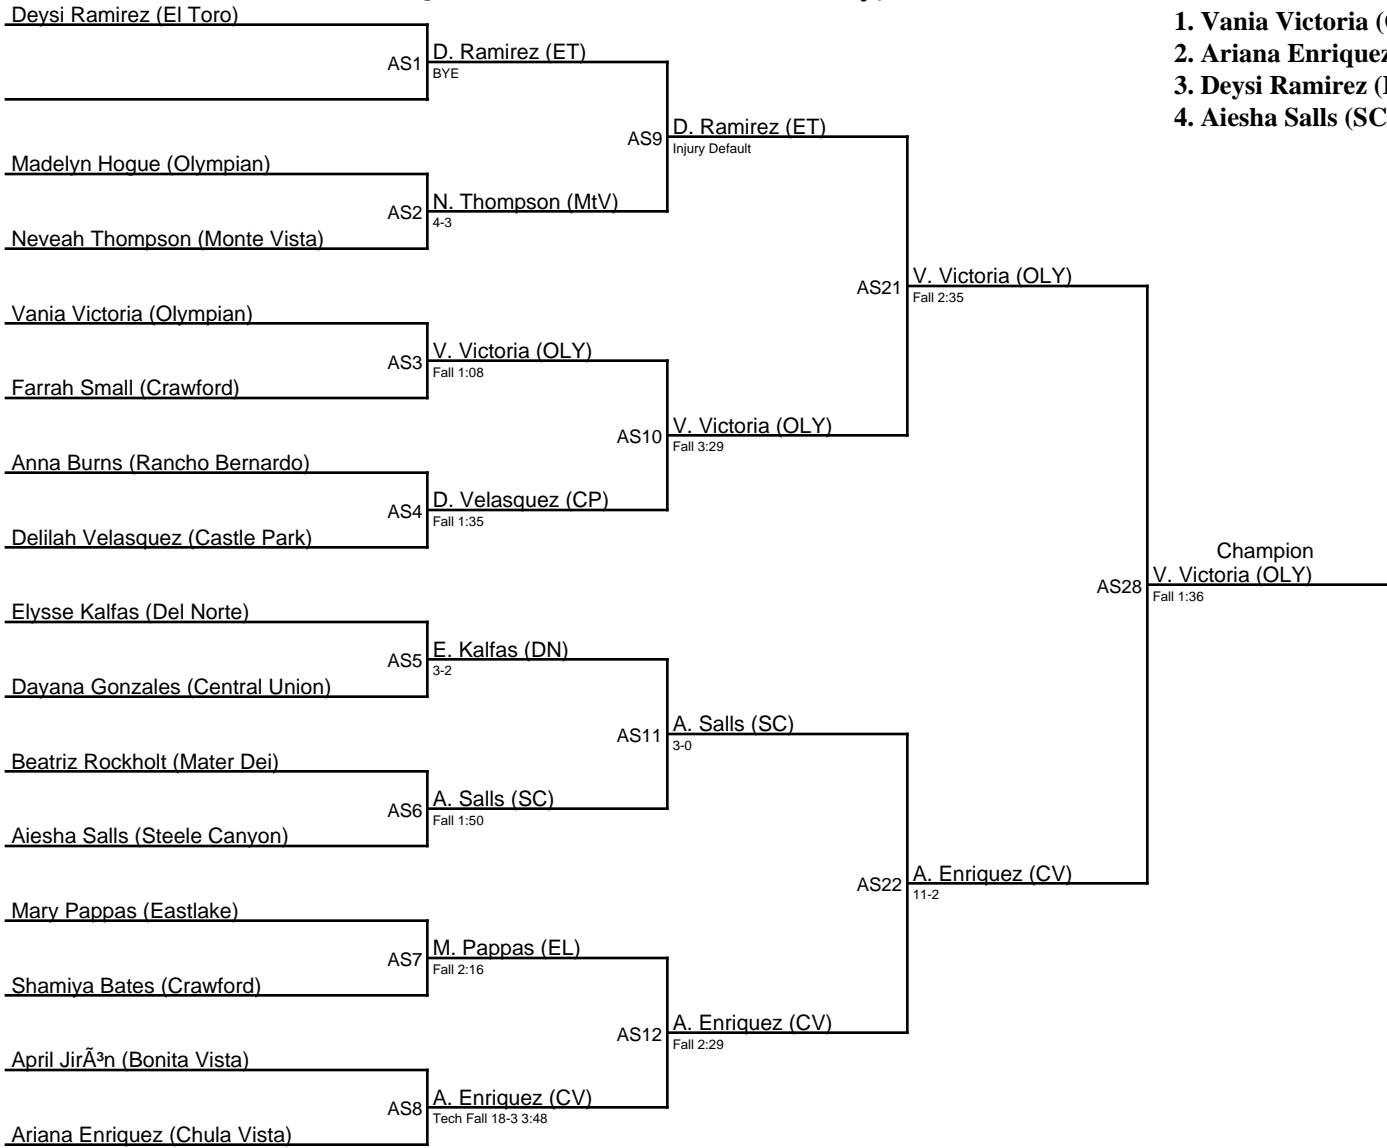 Deysi Ramirez (El Toro)
AS1
D. Ramirez (ET)
BYE
AS9
D. Ramirez (ET)
Injury Default
Madelyn Hogue (Olympian)
AS2
N. Thompson (MtV)
4-3
Neveah Thompson (Monte Vista)
AS21
V. Victoria (OLY)
Fall 2:35
Vania Victoria (Olympian)
AS3
V. Victoria (OLY)
Fall 1:08
Farrah Small (Crawford)
AS10
V. Victoria (OLY)
Fall 3:29
Anna Burns (Rancho Bernardo)
AS4
D. Velasquez (CP)
Fall 1:35
Delilah Velasquez (Castle Park)
Champion
AS28
V. Victoria (OLY)
Fall 1:36
Elysse Kalfas (Del Norte)
AS5
E. Kalfas (DN)
3-2
Dayana Gonzales (Central Union)
AS11
A. Salls (SC)
3-0
Beatriz Rockholt (Mater Dei)
AS6
A. Salls (SC)
Fall 1:50
Aiesha Salls (Steele Canyon)
AS22
A. Enriquez (CV)
11-2
Mary Pappas (Eastlake)
AS7
M. Pappas (EL)
Fall 2:16
Shamiya Bates (Crawford)
AS12
A. Enriquez (CV)
Fall 2:29
April JirÃ³n (Bonita Vista)
AS8
A. Enriquez (CV)
Tech Fall 18-3 3:48
Ariana Enriquez (Chula Vista)
1. Vania Victoria (
2. Ariana Enriquez
3. Deysi Ramirez (
4. Aiesha Salls (SC